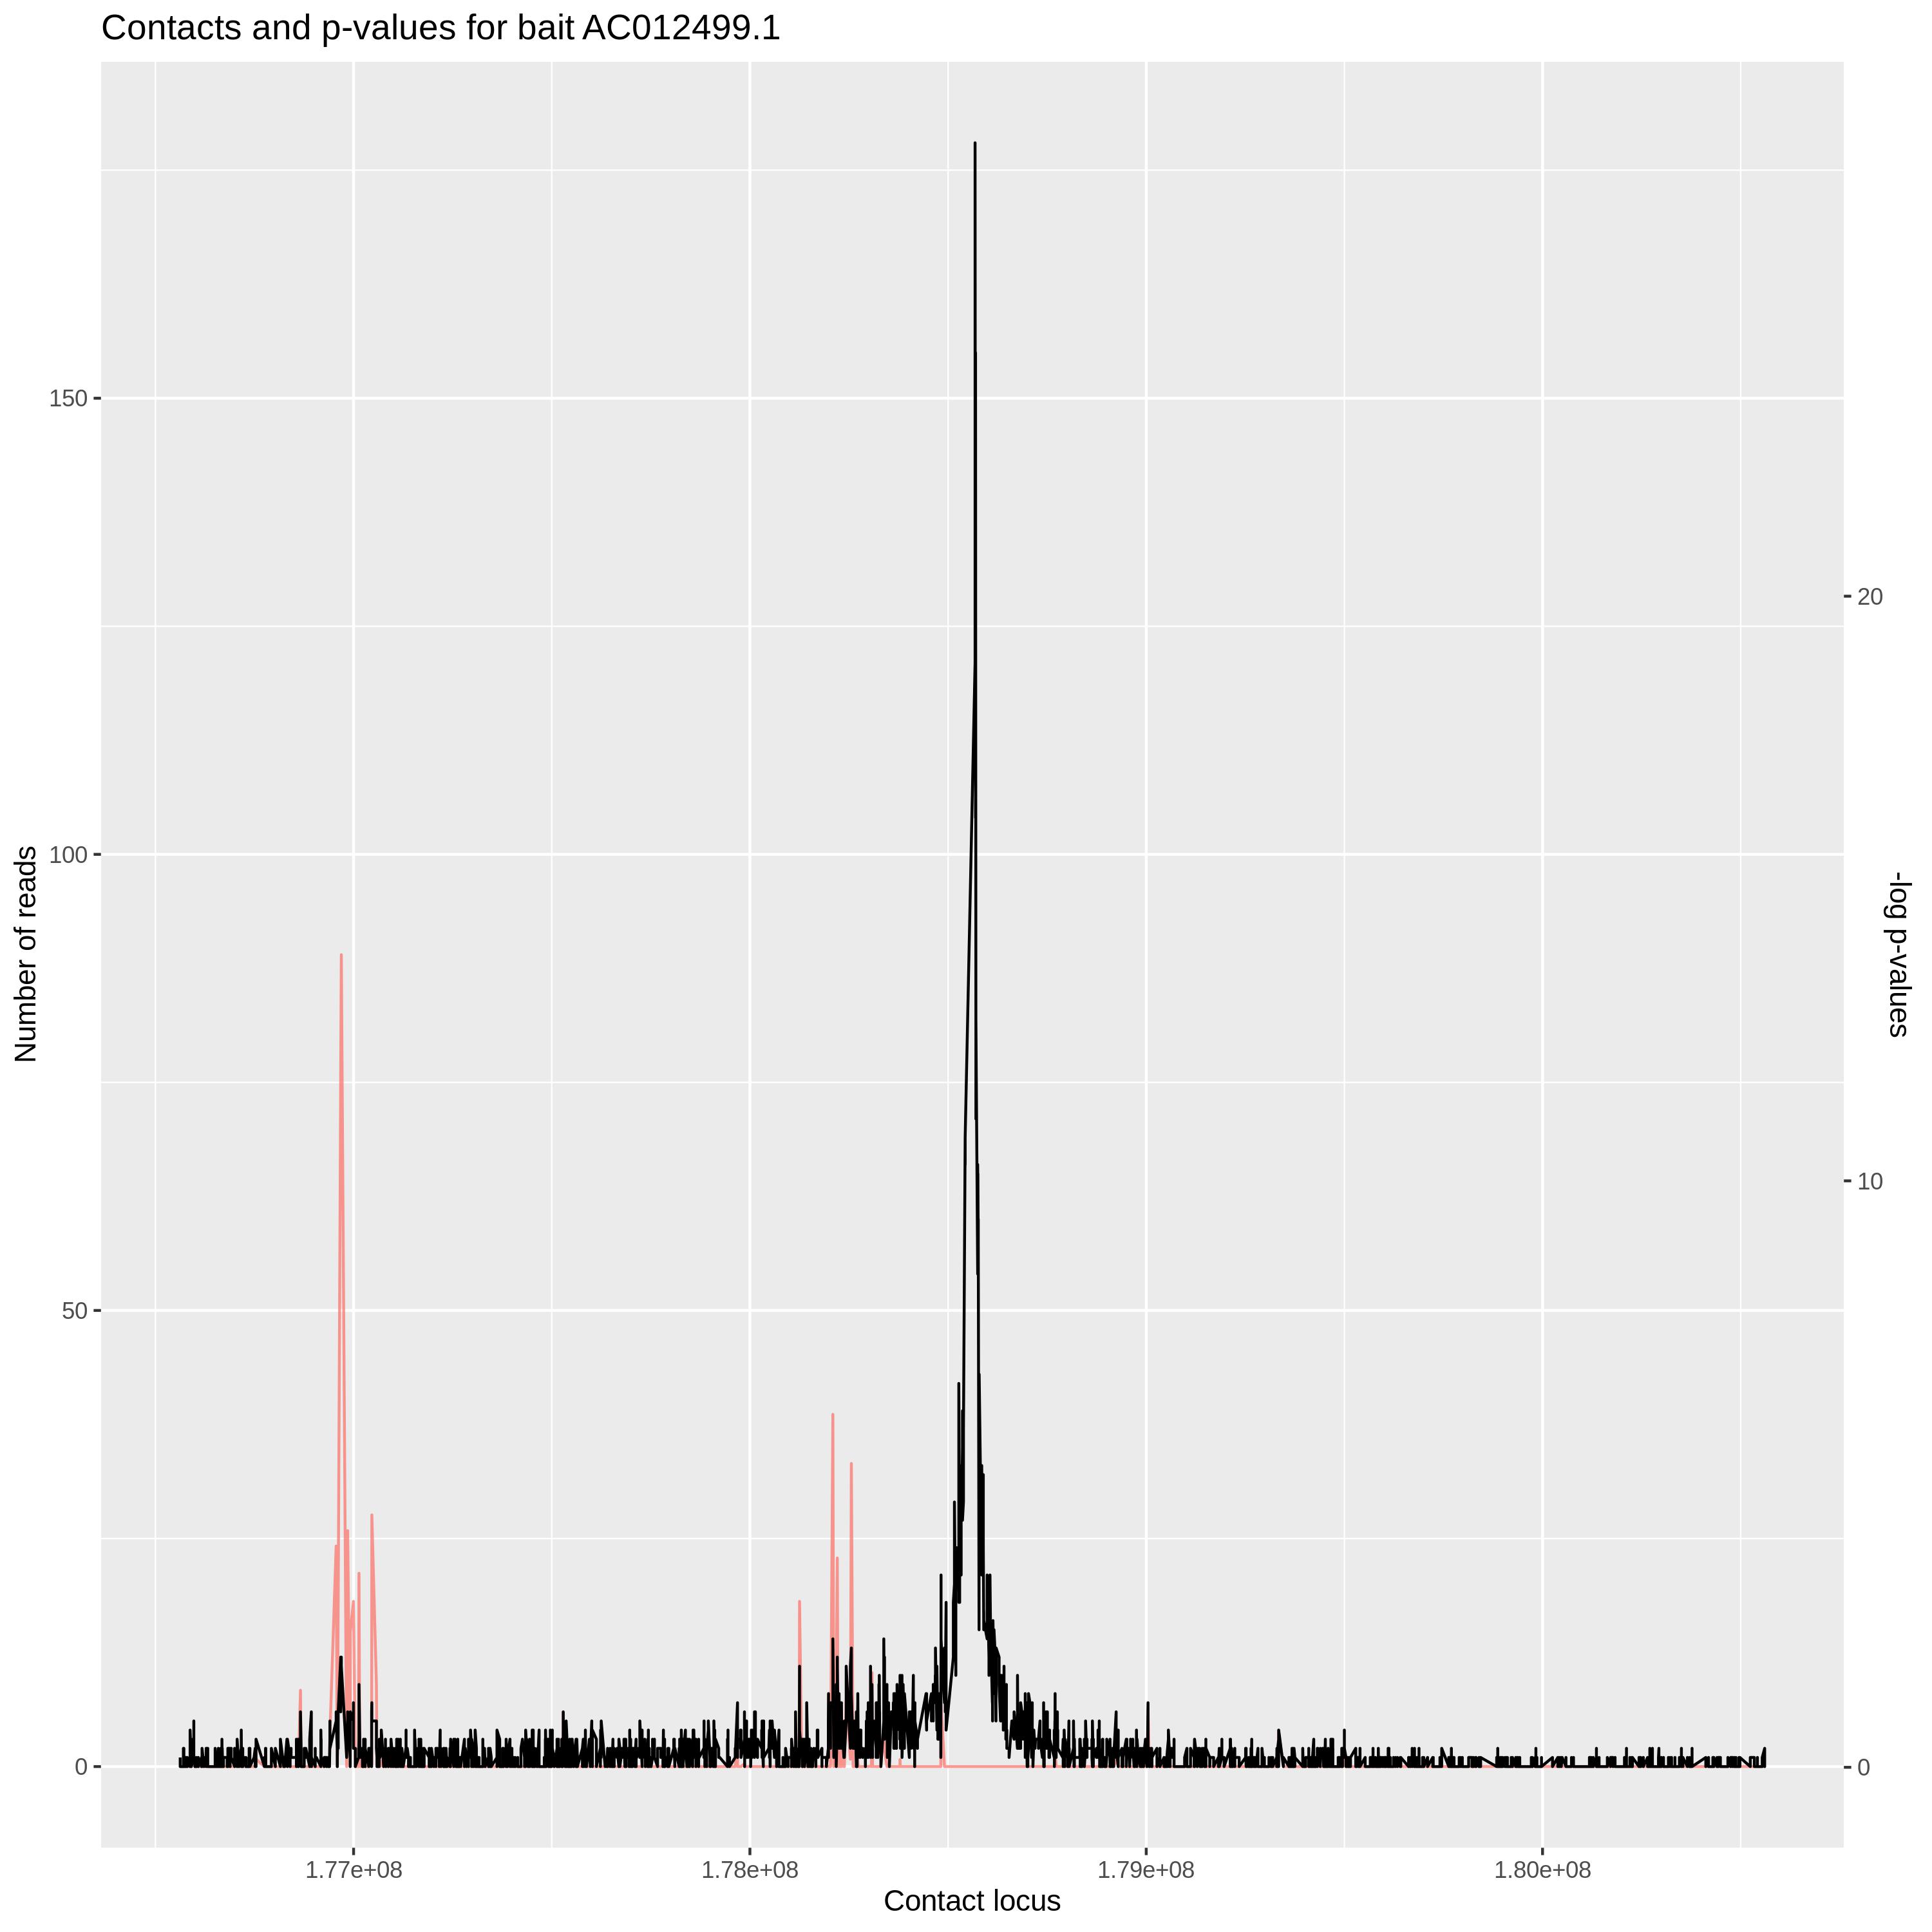 Contacts and p-values for bait AC012499.1
150
100
50
0
20
10
0
Number of reads
-log p-values
1.77e+08 1.78e+08 1.79e+08 1.80e+08
Contact locus